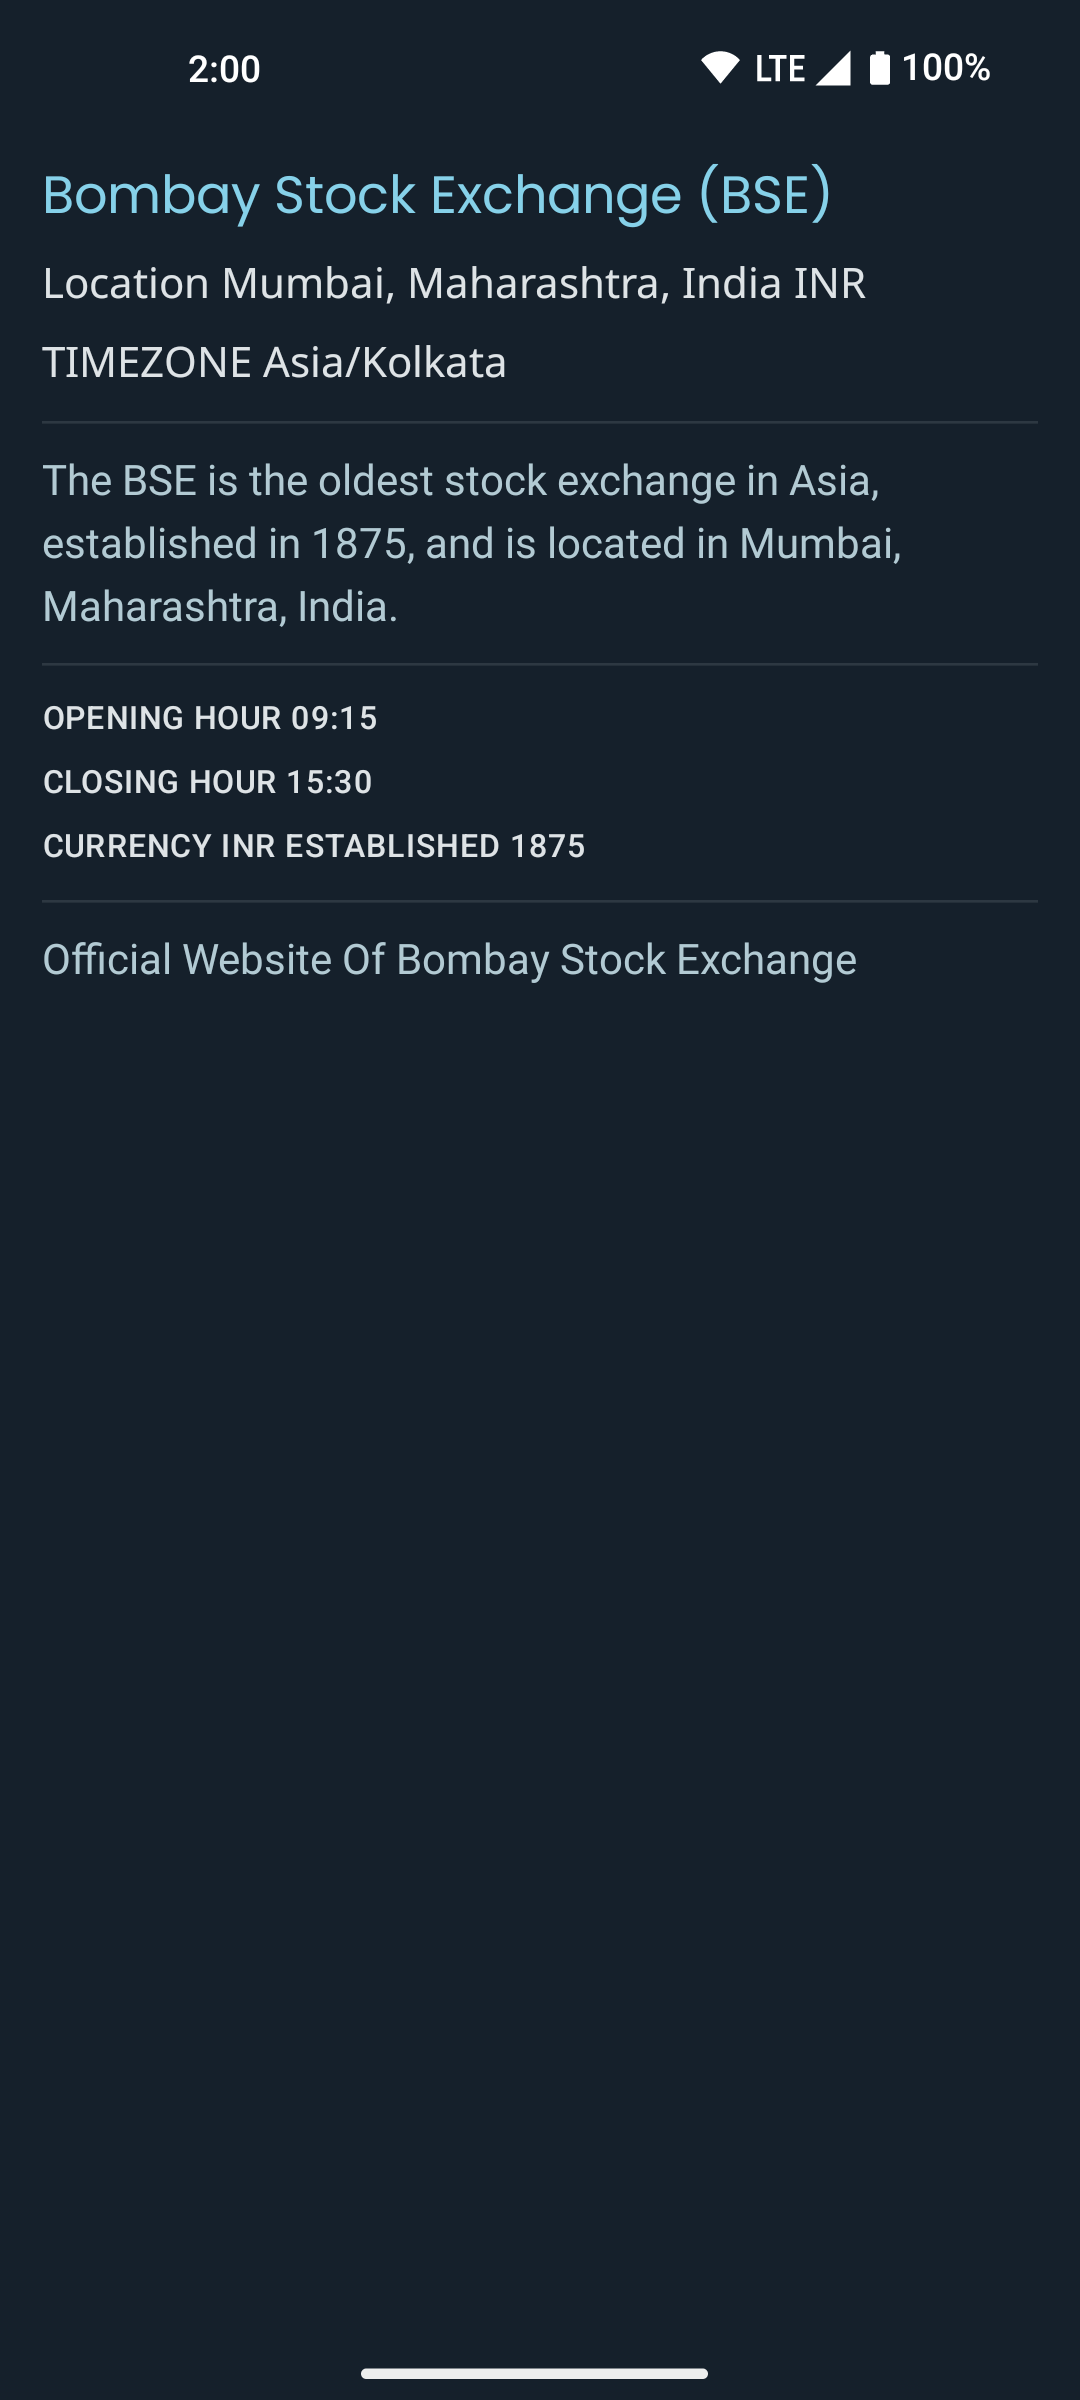 2:00 LTE 100%
Bombay Stock Exchange (BSE)
Location Mumbai, Maharashtra, India INR
TIMEZONE Asia/Kolkata
The BSE is the oldest stock exchange in Asia,
established in 1875, and is located in Mumbai,
Maharashtra, India.
OPENING HOUR 09:15
CLOSING HOUR 15:30
CURRENCY INR ESTABLISHED 1875
Official Website Of Bombay Stock Exchange